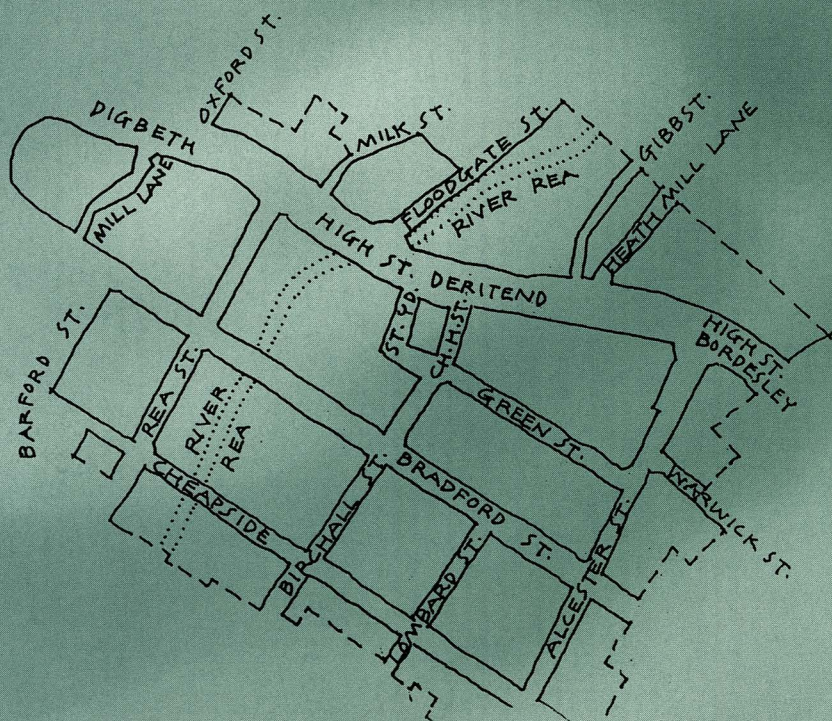 OXFORD ST.
DIGBETH
MILK ST.
FLOODGATE ST.
GIBB ST.
MILL LANE
RIVER REA
HEATH MILL LANE
HIGH ST. DERITEND
ST. YD.
CH. H. ST.
HIGH ST.
BORDESLEY
BARFORD ST.
REA ST.
RIVER
REA
GREEN ST.
CHEAPSIDE
BRADFORD ST.
WARWICK ST.
BIRCHALL ST.
LOMBARD ST.
ALCESTER ST.